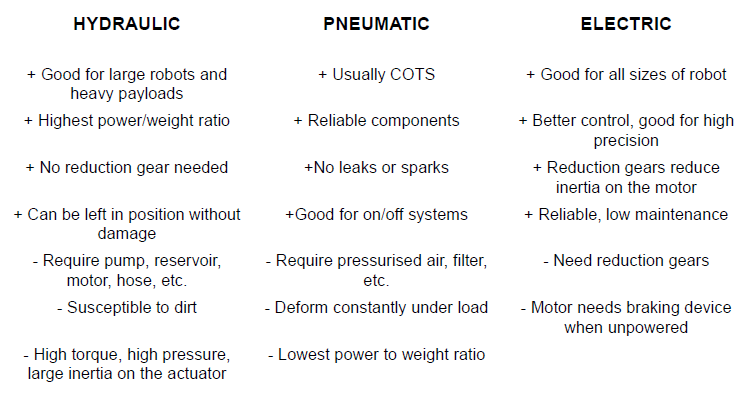 HYDRAULIC
PNEUMATIC
ELECTRIC
+ Good for large robots and
heavy payloads
+ Usually COTS
+ Good for all sizes of robot
+ Highest power/weight ratio
+ Reliable components
+ Better control, good for high
precision
+ No reduction gear needed
+No leaks or sparks
+ Reduction gears reduce
inertia on the motor
+ Can be left in position without
damage
+Good for on/off systems
+ Reliable, low maintenance
- Require pump, reservoir,
motor, hose, etc.
- Require pressurised air, filter,
etc.
- Need reduction gears
- Susceptible to dirt
- Deform constantly under load
- Motor needs braking device
when unpowered
- High torque, high pressure,
large inertia on the actuator
- Lowest power to weight ratio